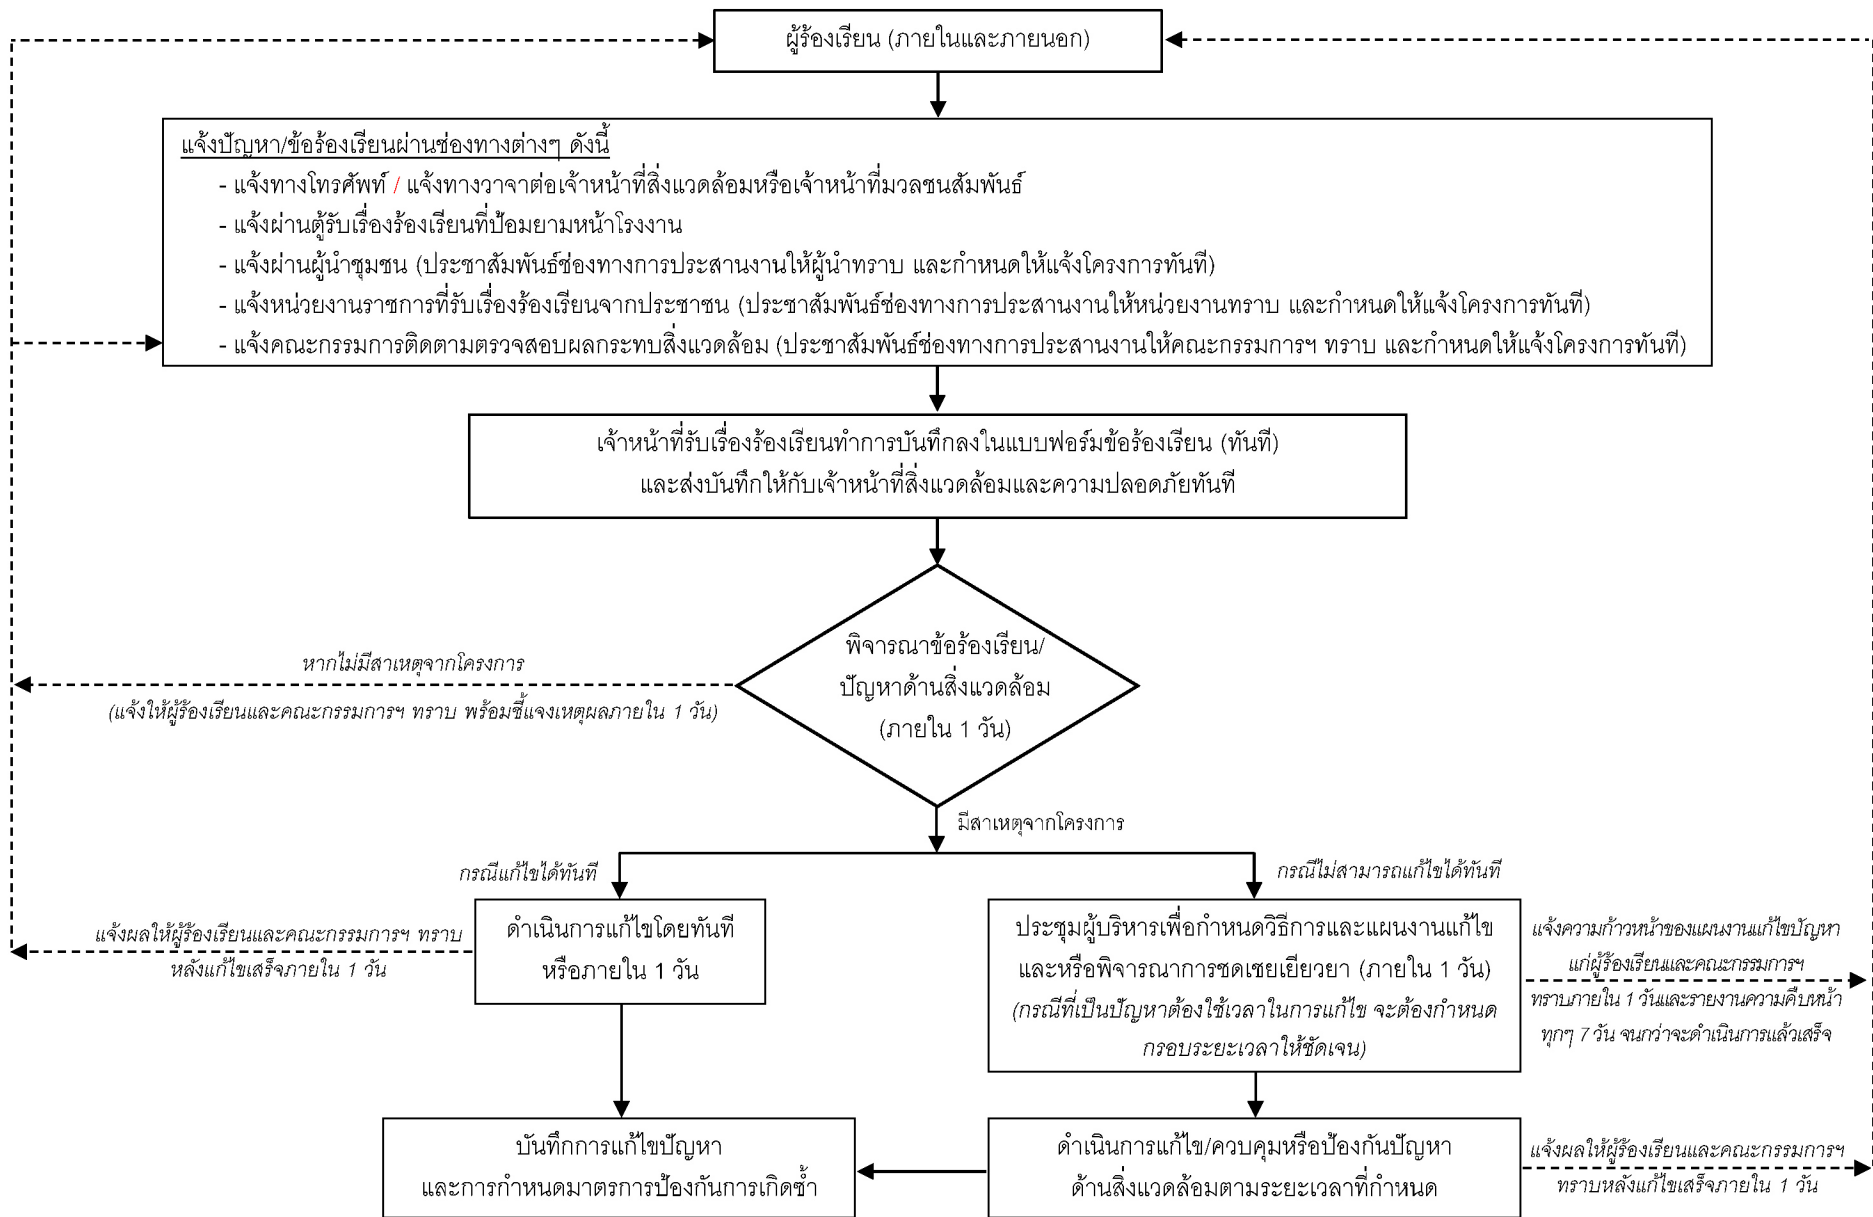 ผู้ร้องเรียน (ภายในและภายนอก)
แจ้งปัญหา/ข้อร้องเรียนผ่านช่องทางต่างๆ ดังนี้
- แจ้งทางโทรศัพท์ / แจ้งทางวาจาต่อเจ้าหน้าที่สิ่งแวดล้อมหรือเจ้าหน้าที่มวลชนสัมพันธ์
- แจ้งผ่านตู้รับเรื่องร้องเรียนที่ป้อมยามหน้าโรงงาน
- แจ้งผ่านผู้นำชุมชน (ประชาสัมพันธ์ช่องทางการประสานงานให้ผู้นำทราบ และกำหนดให้แจ้งโครงการทันที)
- แจ้งหน่วยงานราชการที่รับเรื่องร้องเรียนจากประชาชน (ประชาสัมพันธ์ช่องทางการประสานงานให้หน่วยงานทราบ และกำหนดให้แจ้งโครงการทันที)
- แจ้งคณะกรรมการติดตามตรวจสอบผลกระทบสิ่งแวดล้อม (ประชาสัมพันธ์ช่องทางการประสานงานให้คณะกรรมการฯ ทราบ และกำหนดให้แจ้งโครงการทันที)
เจ้าหน้าที่รับเรื่องร้องเรียนทำการบันทึกลงในแบบฟอร์มข้อร้องเรียน (ทันที)
และส่งบันทึกให้กับเจ้าหน้าที่สิ่งแวดล้อมและความปลอดภัยทันที
พิจารณาข้อร้องเรียน/
ปัญหาด้านสิ่งแวดล้อม
(ภายใน 1 วัน)
หากไม่มีสาเหตุจากโครงการ
(แจ้งให้ผู้ร้องเรียนและคณะกรรมการฯ ทราบ พร้อมชี้แจงเหตุผลภายใน 1 วัน)
มีสาเหตุจากโครงการ
กรณีแก้ไขได้ทันที
กรณีไม่สามารถแก้ไขได้ทันที
แจ้งผลให้ผู้ร้องเรียนและคณะกรรมการฯ ทราบ
หลังแก้ไขเสร็จภายใน 1 วัน
ดำเนินการแก้ไขโดยทันที
หรือภายใน 1 วัน
ประชุมผู้บริหารเพื่อกำหนดวิธีการและแผนงานแก้ไข
และหรือพิจารณาการชดเชยเยียวยา (ภายใน 1 วัน)
(กรณีที่เป็นปัญหาต้องใช้เวลาในการแก้ไข จะต้องกำหนด
กรอบระยะเวลาให้ชัดเจน)
แจ้งความก้าวหน้าของแผนงานแก้ไขปัญหา
แก่ผู้ร้องเรียนและคณะกรรมการฯ
ทราบภายใน 1 วันและรายงานความคืบหน้า
ทุกๆ 7 วัน จนกว่าจะดำเนินการแล้วเสร็จ
บันทึกการแก้ไขปัญหา
และการกำหนดมาตรการป้องกันการเกิดซ้ำ
ดำเนินการแก้ไข/ควบคุมหรือป้องกันปัญหา
ด้านสิ่งแวดล้อมตามระยะเวลาที่กำหนด
แจ้งผลให้ผู้ร้องเรียนและคณะกรรมการฯ
ทราบหลังแก้ไขเสร็จภายใน 1 วัน